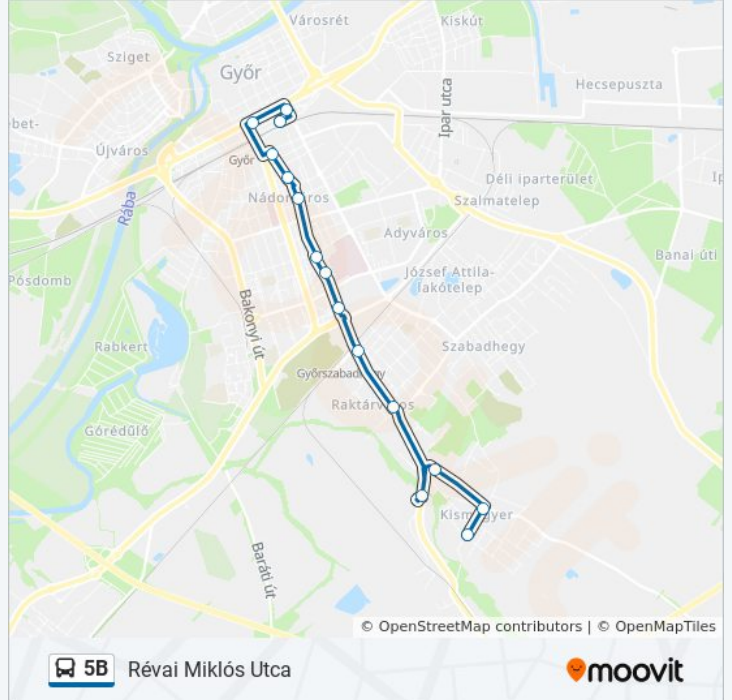 Városrét
Kiskút
Sziget
Győr
Hecsepuszta
Ipar utca
ebet-
Újváros
Győr
Déli iparterület
Nádorváros
Szalmatelep
Rába
Adyváros
Banai úti
József Attila-
lakótelep
Pósdomb
Bakonyi út
Rabkert
Szabadhegy
Győrszabadhegy
Raktárváros
Góredűlő
Kismegyer
Baráti út
© OpenStreetMap contributors | © OpenMapTiles
5B Révai Miklós Utca
moovit